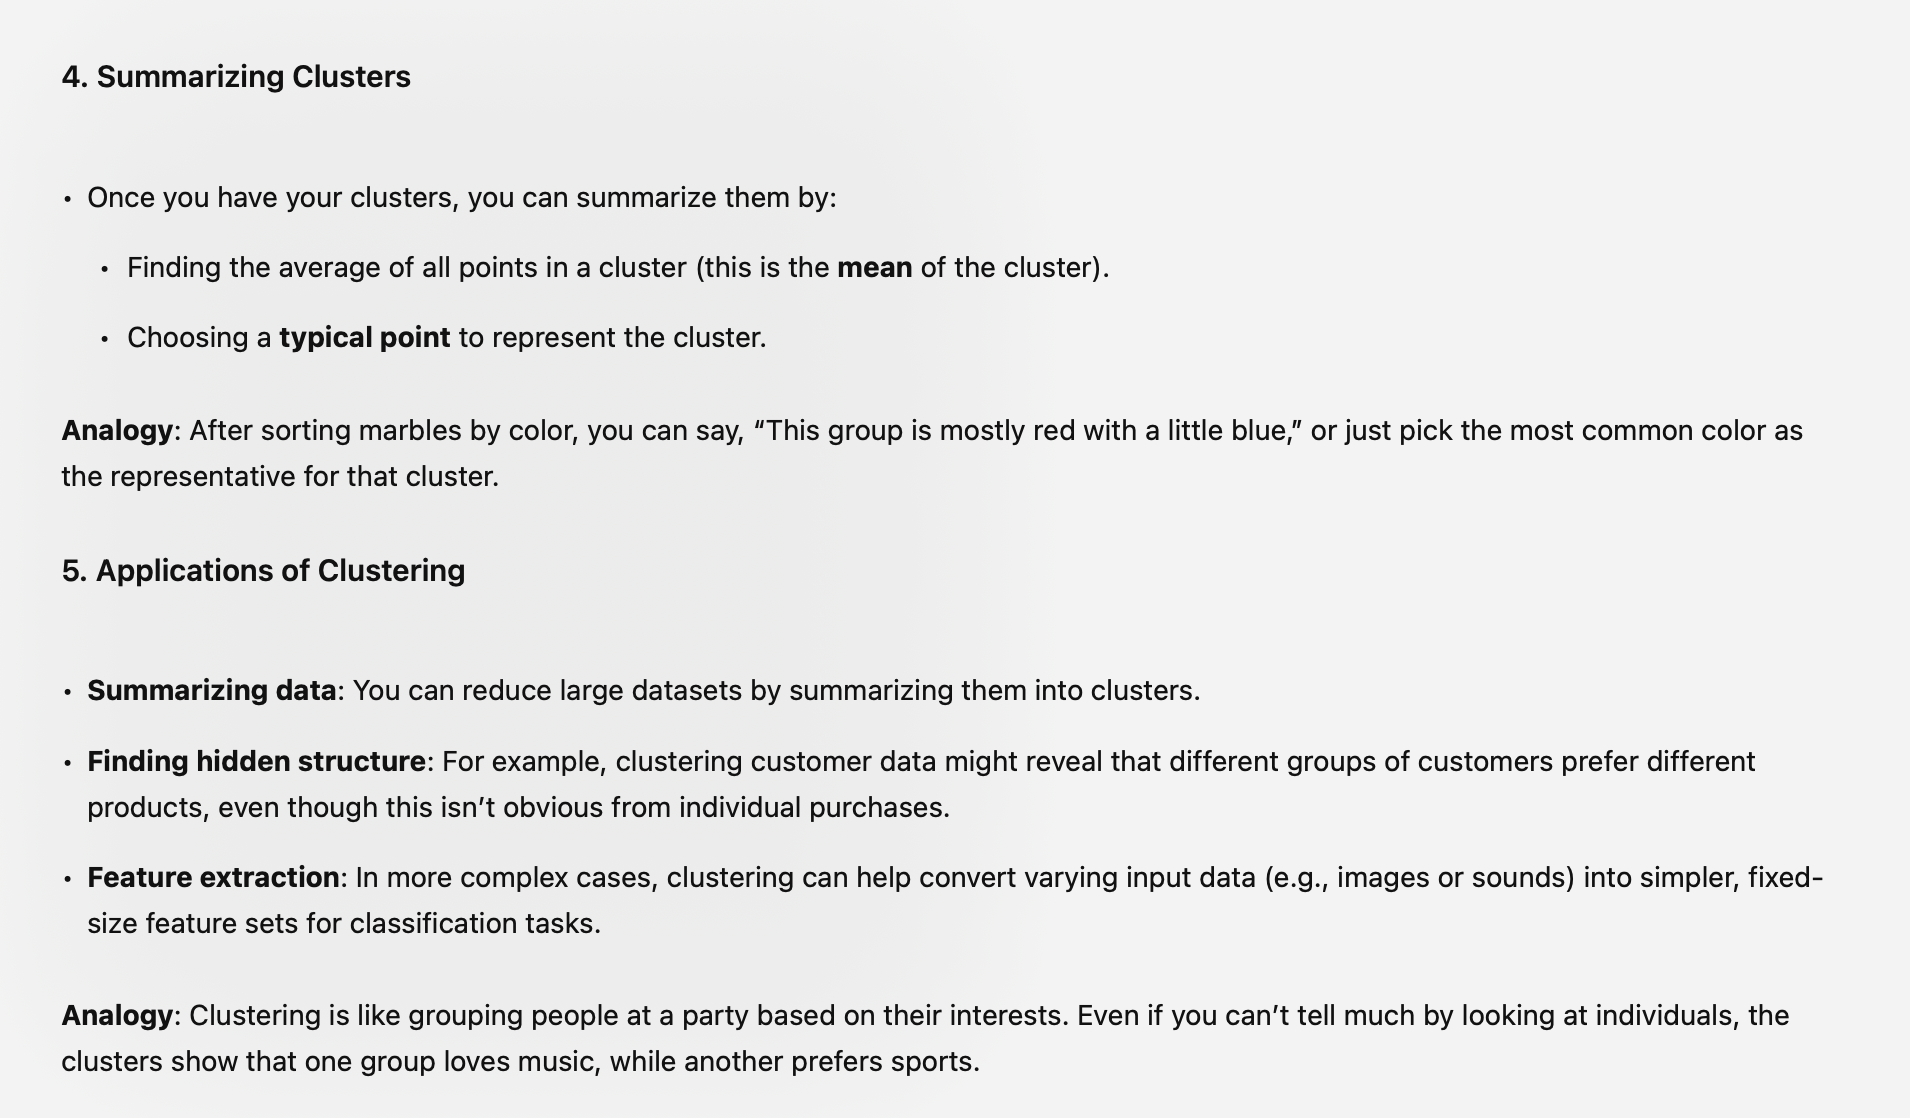 4. Summarizing Clusters
• Once you have your clusters, you can summarize them by:
• Finding the average of all points in a cluster (this is the mean of the cluster).
• Choosing a typical point to represent the cluster.
Analogy: After sorting marbles by color, you can say, “This group is mostly red with a little blue,” or just pick the most common color as
the representative for that cluster.
5. Applications of Clustering
• Summarizing data: You can reduce large datasets by summarizing them into clusters.
• Finding hidden structure: For example, clustering customer data might reveal that different groups of customers prefer different
products, even though this isn’t obvious from individual purchases.
• Feature extraction: In more complex cases, clustering can help convert varying input data (e.g., images or sounds) into simpler, fixed-
size feature sets for classification tasks.
Analogy: Clustering is like grouping people at a party based on their interests. Even if you can’t tell much by looking at individuals, the
clusters show that one group loves music, while another prefers sports.